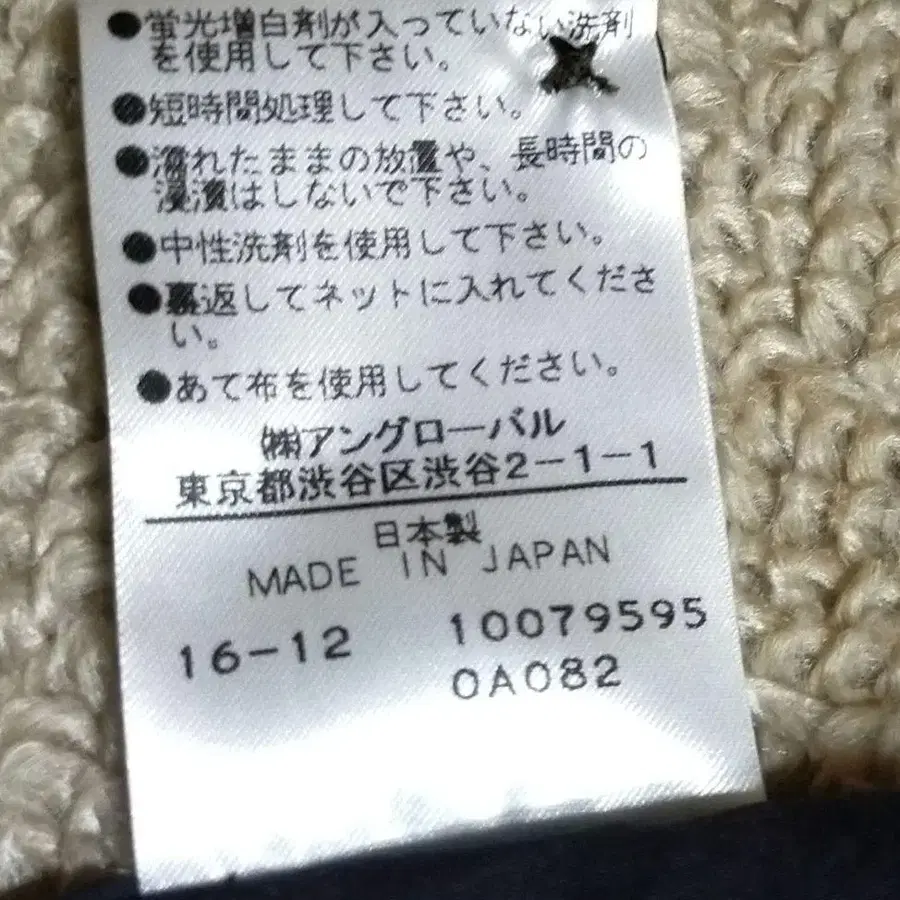 ●蛍光増白剤が入っていない洗剤
を使用して下さい。
●短時間処理して下さい。
●濡れたままの放置や、長時間の
浸漬はしないで下さい。
●中性洗剤を使用して下さい。
●裏返してネットに入れてくださ
い。
●あて布を使用してください。
㈱アングローバル
東京都渋谷区渋谷2-1-1
日本製
MADE IN JAPAN
16-12 10079595
0A082